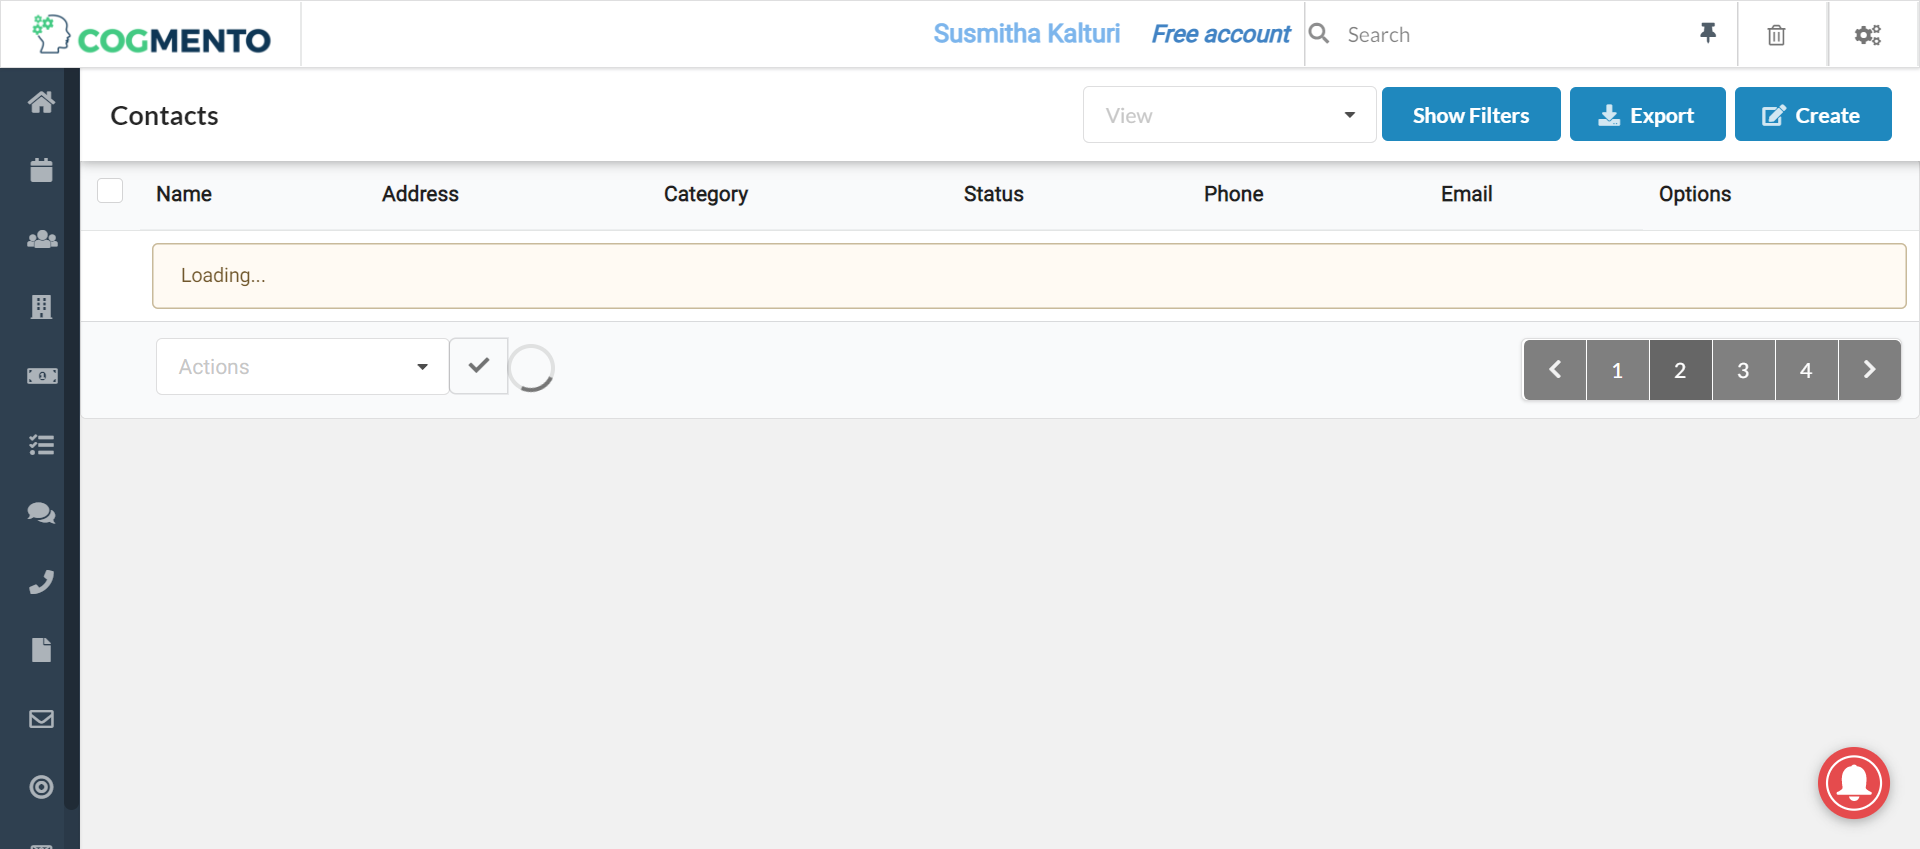 COGMENTO
Susmitha Kalturi Free account Search
Contacts View Show Filters Export Create
Name Address Category Status Phone Email Options
Loading...
Actions 1 2 3 4